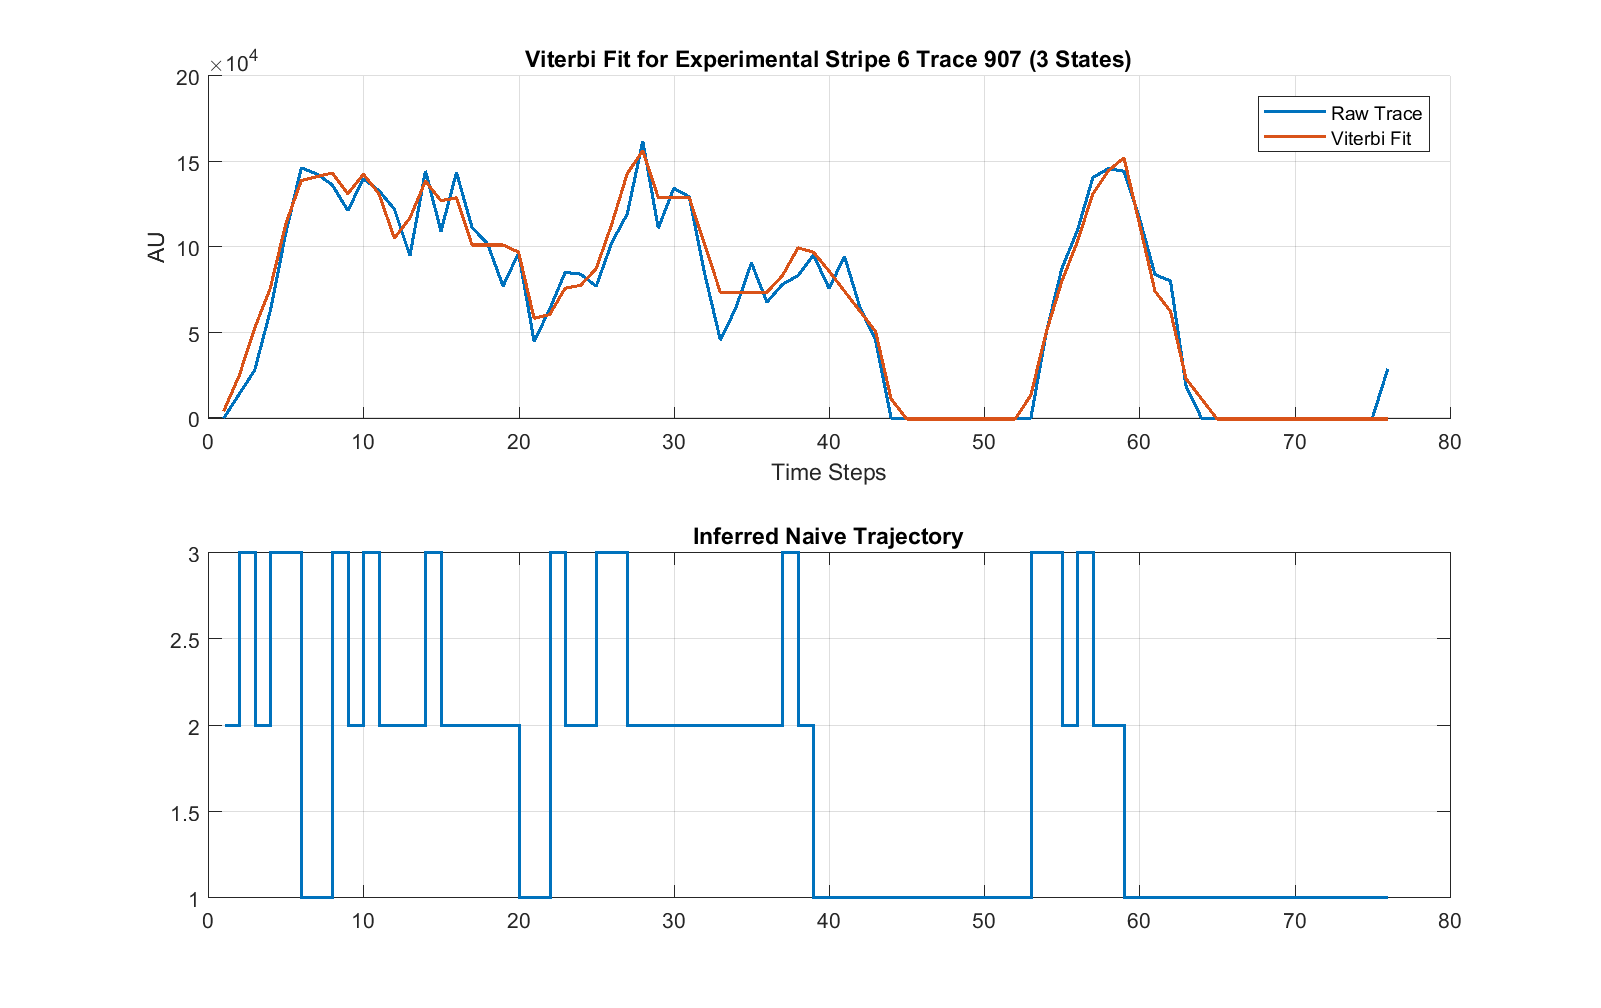 Viterbi Fit for Experimental Stripe 6 Trace 907 (3 States)
×10⁴
20
15
10
5
0
AU
Raw Trace
Viterbi Fit
0 10 20 30 40 50 60 70 80
Time Steps
Inferred Naive Trajectory
3
2.5
2
1.5
1
0 10 20 30 40 50 60 70 80